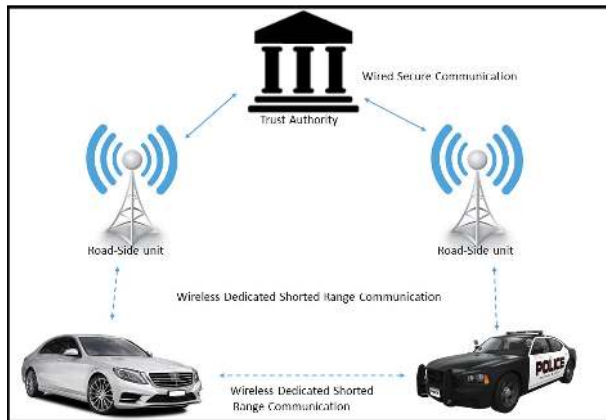 Wired Secure Communication
Trust Authority
Road-Side unit
Road-Side unit
Wireless Dedicated Shorted Range Communication
POLICE
Wireless Dedicated Shorted
Range Communication